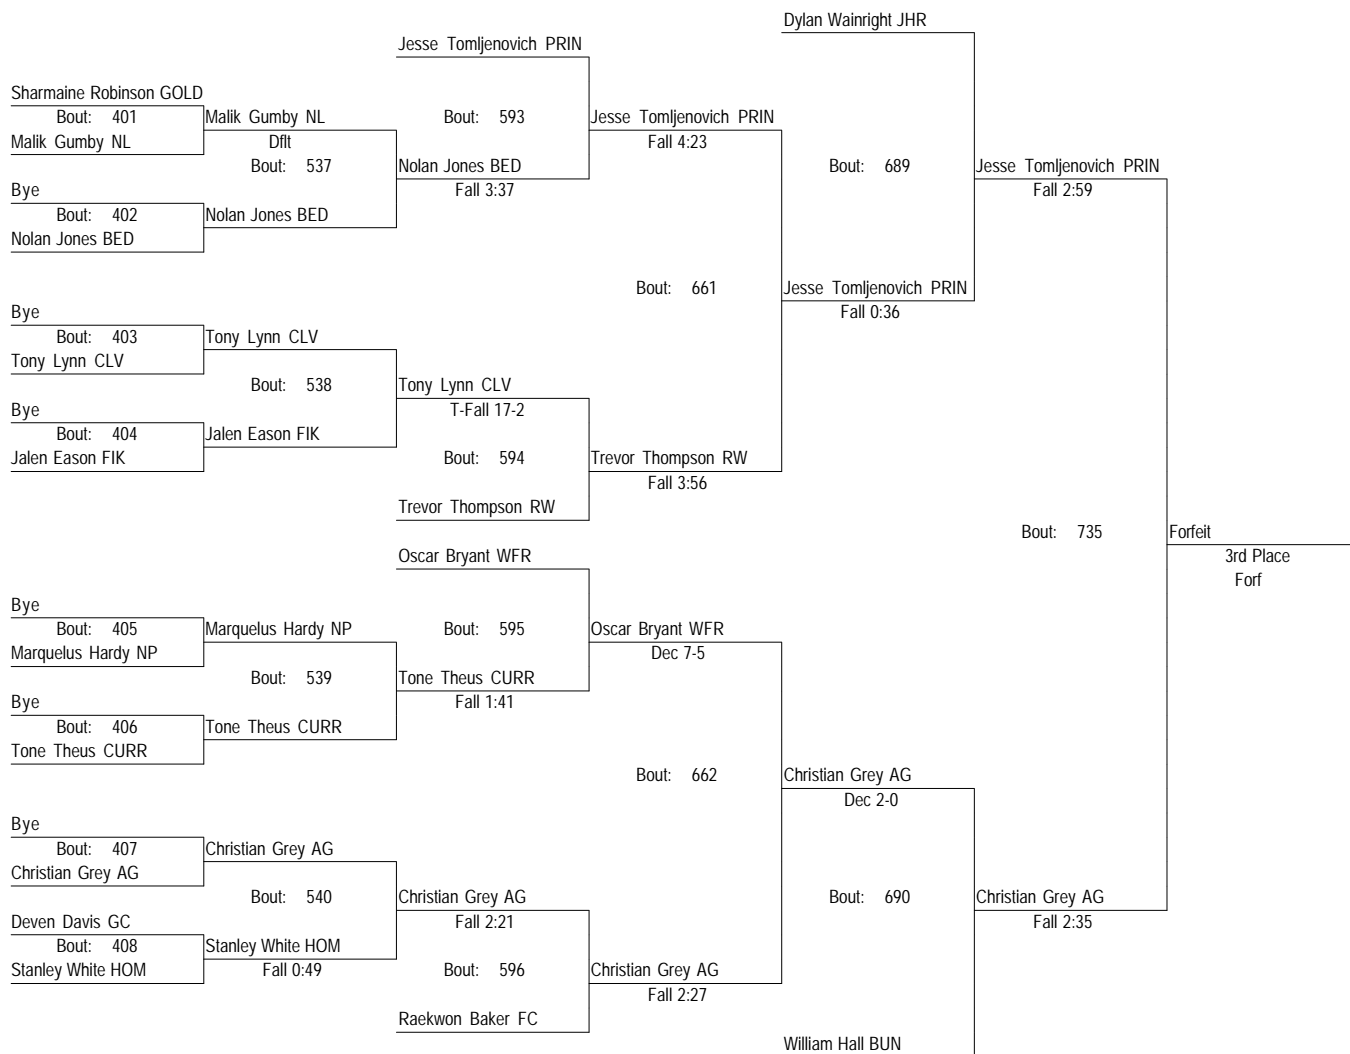 Dylan Wainright JHR
Jesse Tomljenovich PRIN
Sharmaine Robinson GOLD
Bout: 401
Malik Gumby NL
Bout: 593
Jesse Tomljenovich PRIN
Malik Gumby NL
Dflt
Fall 4:23
Bout: 537
Nolan Jones BED
Bout: 689
Jesse Tomljenovich PRIN
Bye
Fall 3:37
Fall 2:59
Bout: 402
Nolan Jones BED
Nolan Jones BED
Bout: 661
Jesse Tomljenovich PRIN
Bye
Fall 0:36
Bout: 403
Tony Lynn CLV
Tony Lynn CLV
Bout: 538
Tony Lynn CLV
Bye
T-Fall 17-2
Bout: 404
Jalen Eason FIK
Jalen Eason FIK
Bout: 594
Trevor Thompson RW
Fall 3:56
Trevor Thompson RW
Bout: 735
Forfeit
Oscar Bryant WFR
3rd Place
Forf
Bye
Bout: 405
Marquelus Hardy NP
Bout: 595
Oscar Bryant WFR
Marquelus Hardy NP
Dec 7-5
Bout: 539
Tone Theus CURR
Bye
Fall 1:41
Bout: 406
Tone Theus CURR
Tone Theus CURR
Bout: 662
Christian Grey AG
Dec 2-0
Bye
Bout: 407
Christian Grey AG
Christian Grey AG
Bout: 540
Christian Grey AG
Bout: 690
Christian Grey AG
Deven Davis GC
Fall 2:21
Fall 2:35
Bout: 408
Stanley White HOM
Stanley White HOM
Fall 0:49
Bout: 596
Christian Grey AG
Fall 2:27
Raekwon Baker FC
William Hall BUN